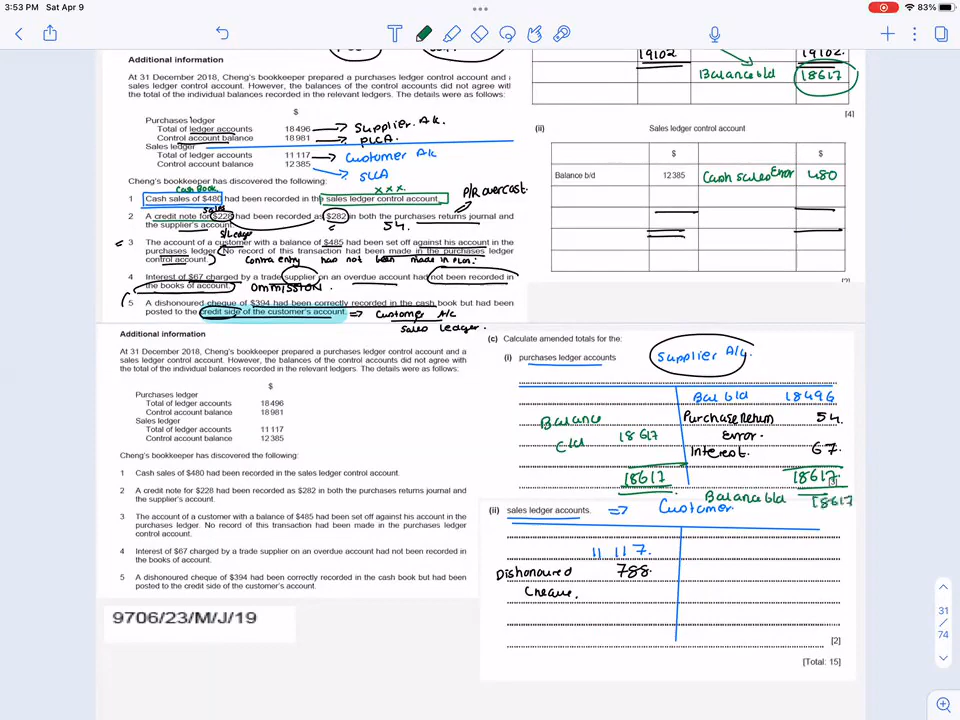 3:53 PM Sat Apr 9
83%
Additional information
At 31 December 2018, Cheng's bookkeeper prepared a purchases ledger control account and
sales ledger control account. However, the balances of the control accounts did not agree with
the total of the individual balances recorded in the relevant ledgers. The details were as follows:
$
Purchases ledger
Total of ledger accounts 18 496 Supplier A/c.
Control account balance 18 981 PLCA.
Sales ledger
Total of ledger accounts 11 117 Customer A/c
Control account balance 12 385 SLCA
Cheng's bookkeeper has discovered the following:
Cash Book x x x. P/R overcast.
1 Cash sales of $480 had been recorded in the sales ledger control account.
Sales
2 A credit note for $228 had been recorded as $282 in both the purchases returns journal and
the supplier's account. 54.
S/Ledger
3 The account of a customer with a balance of $485 had been set off against his account in the
purchases ledger. No record of this transaction had been made in the purchases ledger
control account. Contra entry had not been made in
4 Interest of $67 charged by a trade supplier on an overdue account had not been recorded in
the books of account. OMMISSION.
5 A dishonoured cheque of $394 had been correctly recorded in the cash book but had been
posted to the credit side of the customer's account. Customer A/c
Sales ledger.
19102 19102.
Balance b/d 18617
[4]
(ii) Sales ledger control account
$ $
Balance b/d 12 385 Cash sales Error 480
[2]
Additional information
At 31 December 2018, Cheng's bookkeeper prepared a purchases ledger control account and a
sales ledger control account. However, the balances of the control accounts did not agree with
the total of the individual balances recorded in the relevant ledgers. The details were as follows:
$
Purchases ledger
Total of ledger accounts 18 496
Control account balance 18 981
Sales ledger
Total of ledger accounts 11 117
Control account balance 12 385
Cheng's bookkeeper has discovered the following:
1 Cash sales of $480 had been recorded in the sales ledger control account.
2 A credit note for $228 had been recorded as $282 in both the purchases returns journal and
the supplier's account.
3 The account of a customer with a balance of $485 had been set off against his account in the
purchases ledger. No record of this transaction had been made in the purchases ledger
control account.
4 Interest of $67 charged by a trade supplier on an overdue account had not been recorded in
the books of account.
5 A dishonoured cheque of $394 had been correctly recorded in the cash book but had been
posted to the credit side of the customer's account.
9706/23/M/J/19
(c) Calculate amended totals for the:
(i) purchases ledger accounts Supplier A/c.
Bal b/d 18496
Balance Purchase Return 54.
c/d 18617 Error.
Interest. 67.
18617 18617
Balance b/d 18617
(ii) sales ledger accounts. Customer.
11 117.
Dishonoured 788.
Cheque.
[2]
[Total: 15]
31
/
74